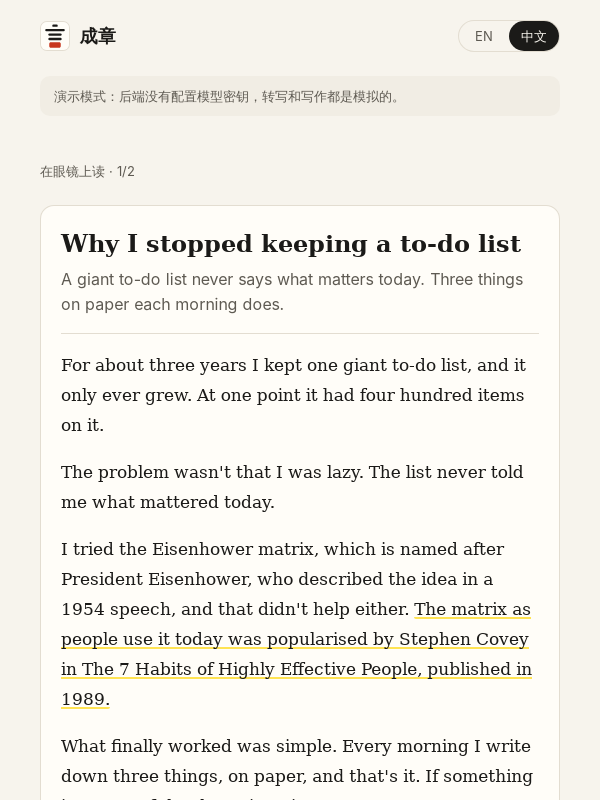 成章
EN
中文
演示模式：后端没有配置模型密钥，转写和写作都是模拟的。
在眼镜上读 · 1/2
Why I stopped keeping a to-do list
A giant to-do list never says what matters today. Three things
on paper each morning does.
For about three years I kept one giant to-do list, and it
only ever grew. At one point it had four hundred items
on it.
The problem wasn't that I was lazy. The list never told
me what mattered today.
I tried the Eisenhower matrix, which is named after
President Eisenhower, who described the idea in a
1954 speech, and that didn't help either. The matrix as
people use it today was popularised by Stephen Covey
in The 7 Habits of Highly Effective People, published in
1989.
What finally worked was simple. Every morning I write
down three things, on paper, and that's it. If something